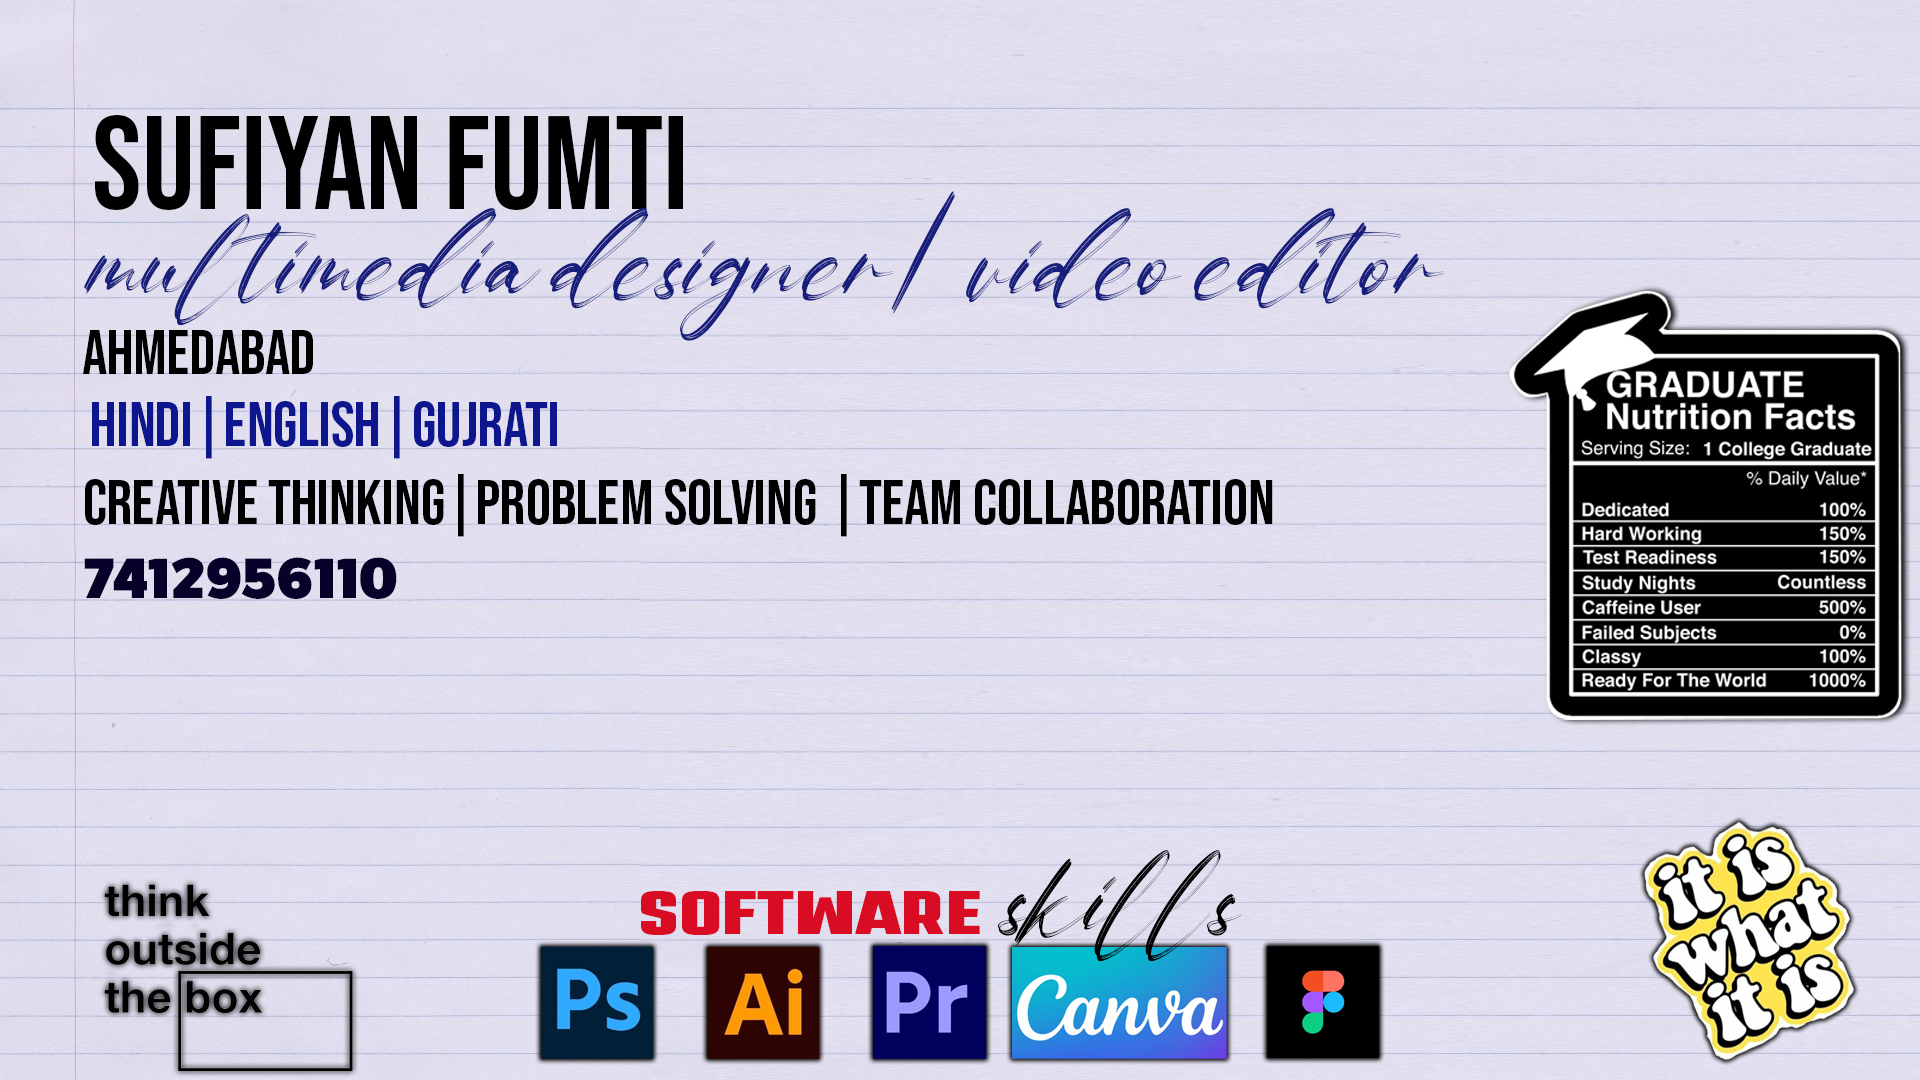 SUFIYAN FUMTI
multimedia designer/ video editor
AHMEDABAD
HINDI | ENGLISH | GUJRATI
CREATIVE THINKING | PROBLEM SOLVING | TEAM COLLABORATION
7412956110
GRADUATE
Nutrition Facts
Serving Size: 1 College Graduate
% Daily Value*
Dedicated 100%
Hard Working 150%
Test Readiness 150%
Study Nights Countless
Caffeine User 500%
Failed Subjects 0%
Classy 100%
Ready For The World 1000%
think
outside
the box
SOFTWARE skills
Ps Ai Pr Canva
it is
what
it is